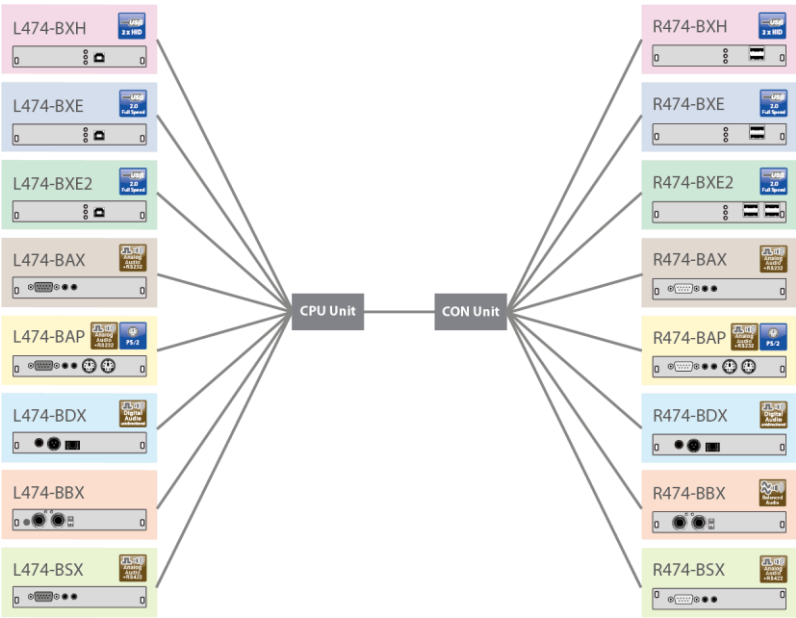 L474-BXH
USB
2 x HID
L474-BXE
USB
2.0
Full Speed
L474-BXE2
USB
2.0
Full Speed
L474-BAX
Analog
Audio
+RS232
L474-BAP
Analog
Audio
+RS232
PS/2
L474-BDX
Digital
Audio
unidirectional
L474-BBX
L474-BSX
Analog
Audio
+RS422
CPU Unit
CON Unit
R474-BXH
USB
2 x HID
R474-BXE
USB
2.0
Full Speed
R474-BXE2
USB
2.0
Full Speed
R474-BAX
Analog
Audio
+RS232
R474-BAP
Analog
Audio
+RS232
PS/2
R474-BDX
Digital
Audio
unidirectional
R474-BBX
Balanced
Audio
R474-BSX
Analog
Audio
+RS422